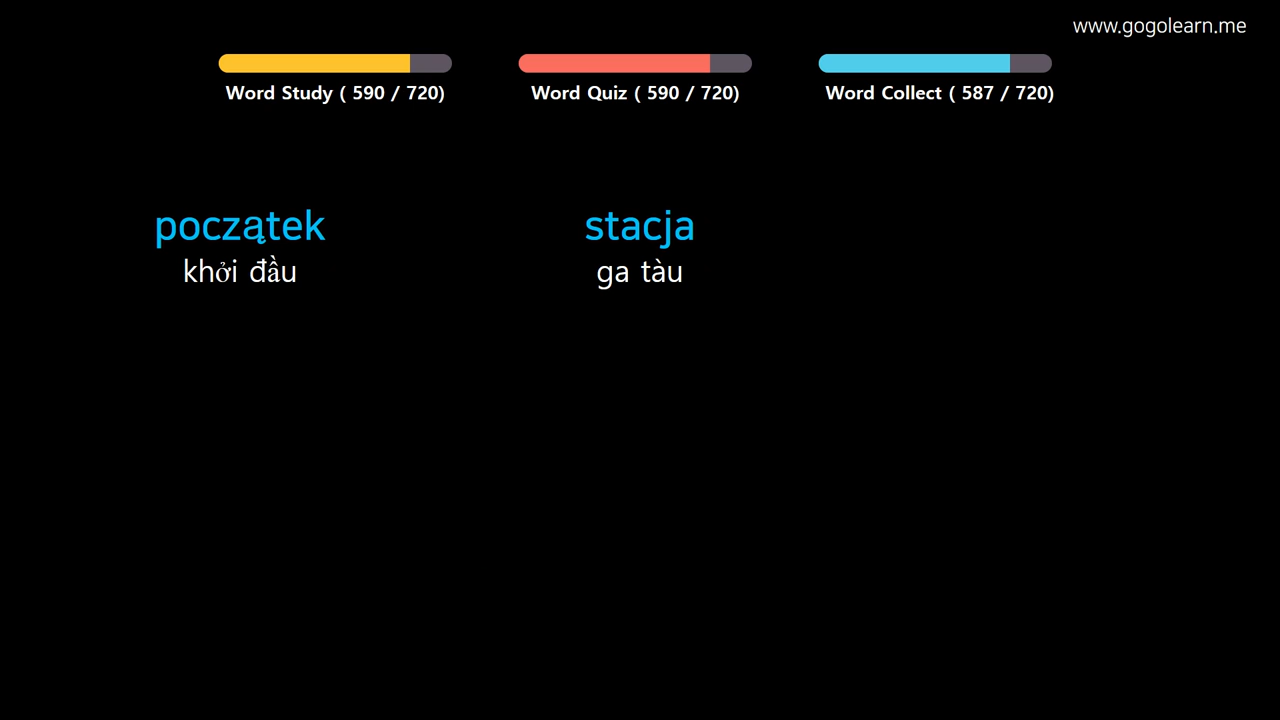 www.gogolearn.me
Word Study ( 590 / 720)
Word Quiz ( 590 / 720)
Word Collect ( 587 / 720)
początek
khởi đầu
stacja
ga tàu